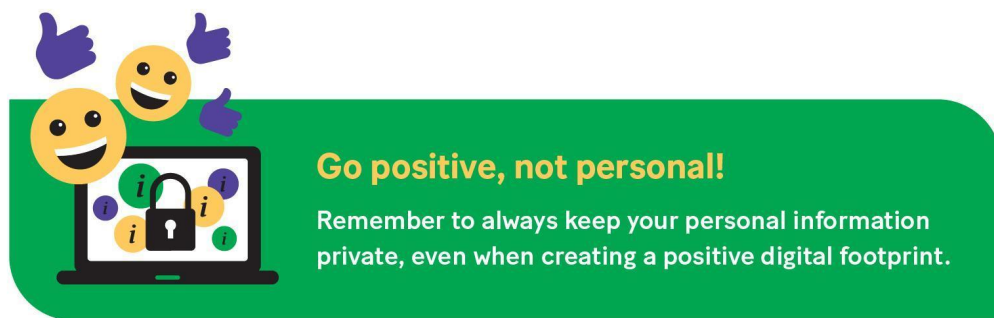 Go positive, not personal!
Remember to always keep your personal information
private, even when creating a positive digital footprint.
i
i
i
i
i
i